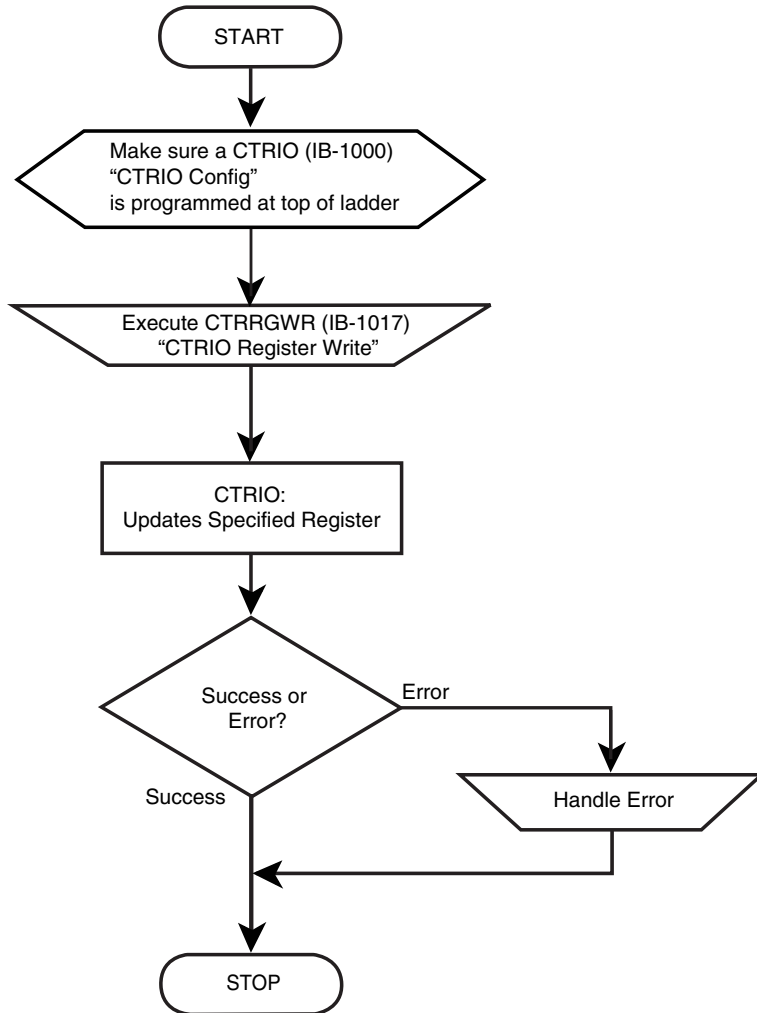 START
Make sure a CTRIO (IB-1000)
“CTRIO Config”
is programmed at top of ladder
Execute CTRRGWR (IB-1017)
“CTRIO Register Write”
CTRIO:
Updates Specified Register
Success or
Error?
Error
Success
Handle Error
STOP